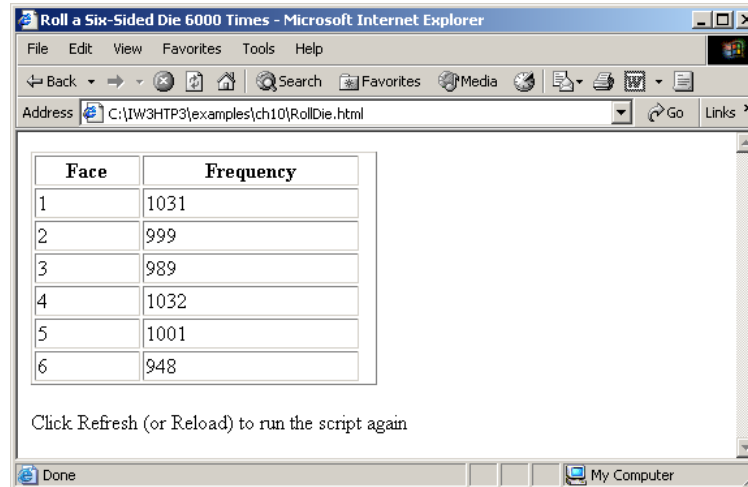 Roll a Six-Sided Die 6000 Times - Microsoft Internet Explorer
File Edit View Favorites Tools Help
Back Search Favorites Media
Address C:\IW3HTP3\examples\ch10\RollDie.html Go Links
Face Frequency
1 1031
2 999
3 989
4 1032
5 1001
6 948
Click Refresh (or Reload) to run the script again
Done My Computer